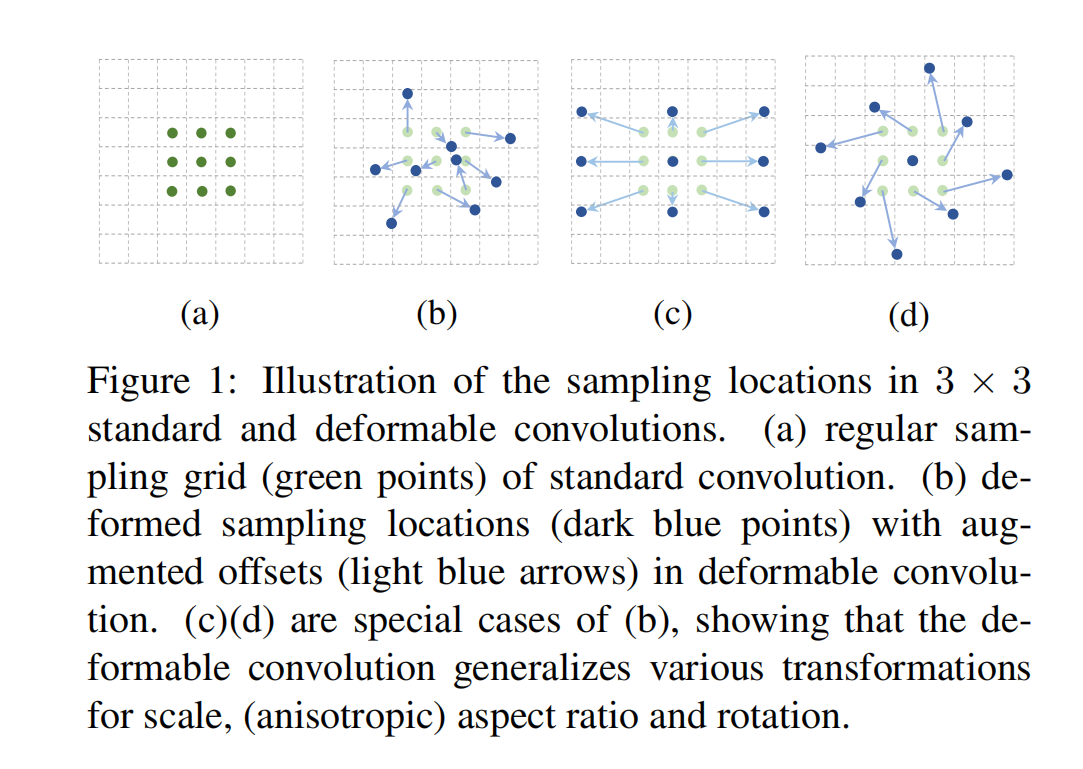 (a) (b) (c) (d)
Figure 1: Illustration of the sampling locations in 3 × 3
standard and deformable convolutions. (a) regular sam-
pling grid (green points) of standard convolution. (b) de-
formed sampling locations (dark blue points) with aug-
mented offsets (light blue arrows) in deformable convolu-
tion. (c)(d) are special cases of (b), showing that the de-
formable convolution generalizes various transformations
for scale, (anisotropic) aspect ratio and rotation.